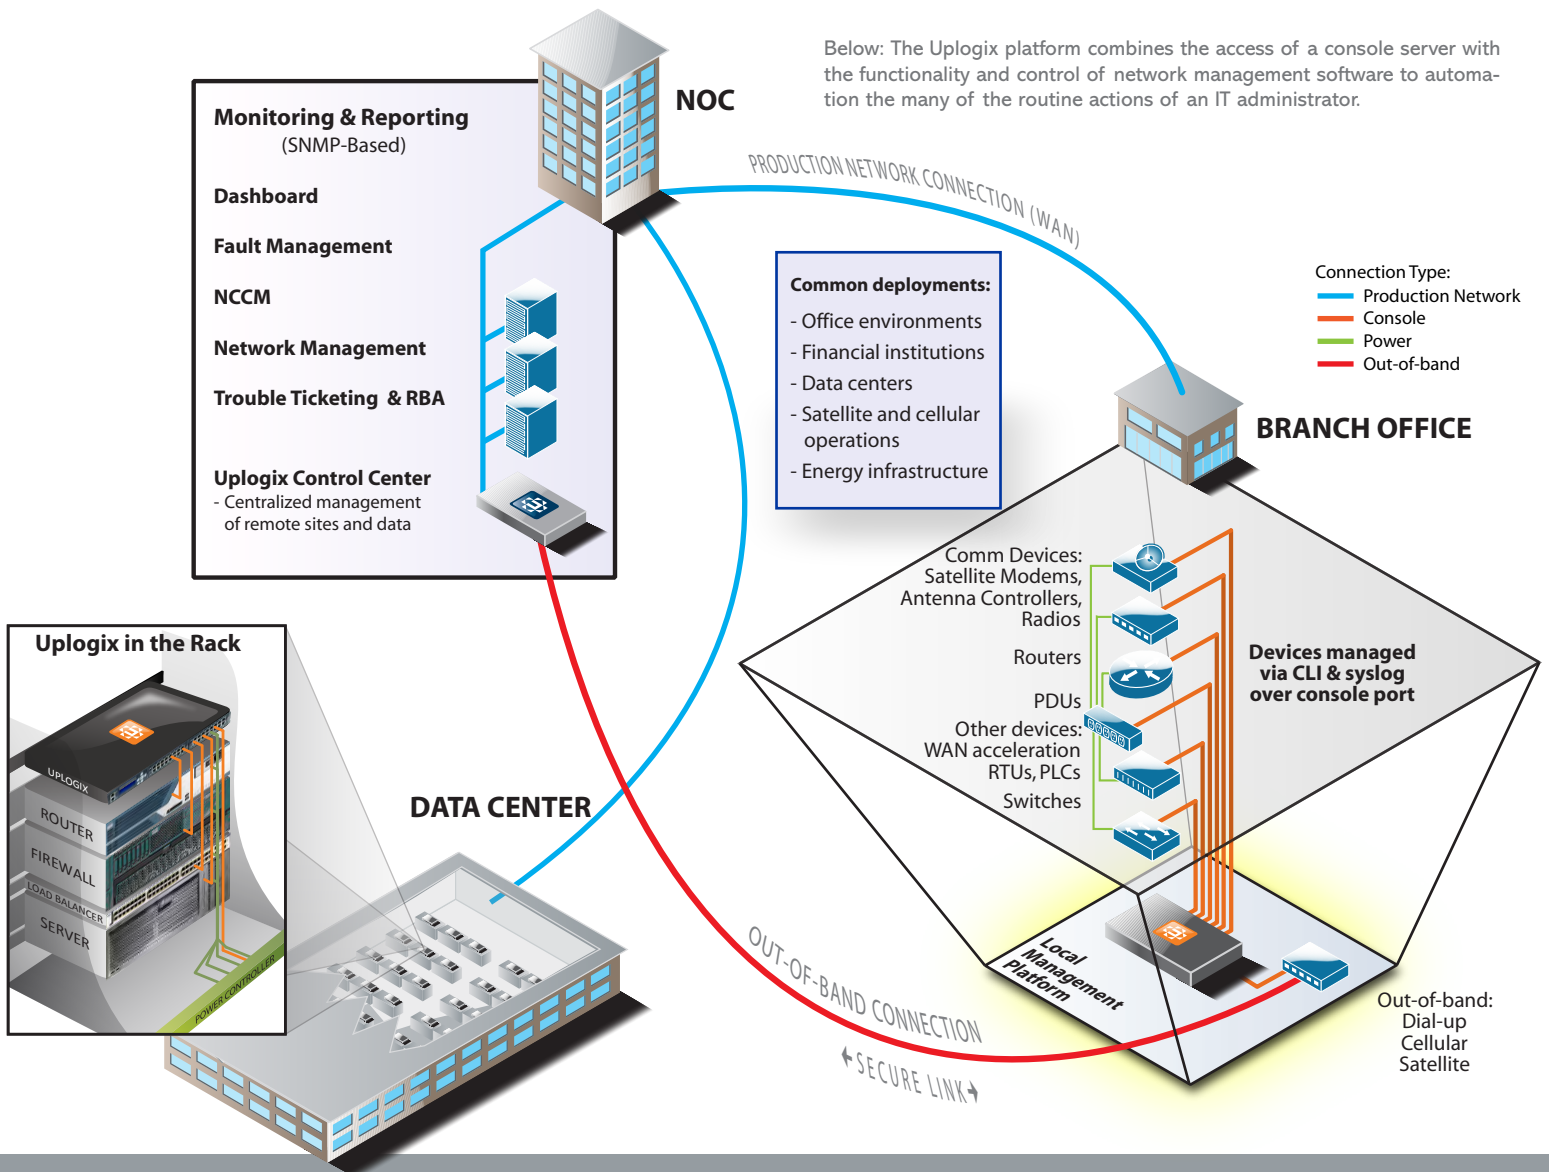 Below: The Uplogix platform combines the access of a console server with
the functionality and control of network management software to automa-
tion the many of the routine actions of an IT administrator.
NOC
Monitoring & Reporting
(SNMP-Based)
Dashboard
Fault Management
NCCM
Network Management
Trouble Ticketing & RBA
Uplogix Control Center
- Centralized management
of remote sites and data
PRODUCTION NETWORK CONNECTION (WAN)
Common deployments:
- Office environments
- Financial institutions
- Data centers
- Satellite and cellular
operations
- Energy infrastructure
Connection Type:
Production Network
Console
Power
Out-of-band
BRANCH OFFICE
Comm Devices:
Satellite Modems,
Antenna Controllers,
Radios
Routers
PDUs
Other devices:
WAN acceleration
RTUs, PLCs
Switches
Devices managed
via CLI & syslog
over console port
Uplogix in the Rack
UPLOGIX
ROUTER
FIREWALL
LOAD BALANCER
SERVER
POWER CONTROLLER
DATA CENTER
OUT-OF-BAND CONNECTION
SECURE LINK
Local
Management
Platform
Out-of-band:
Dial-up
Cellular
Satellite